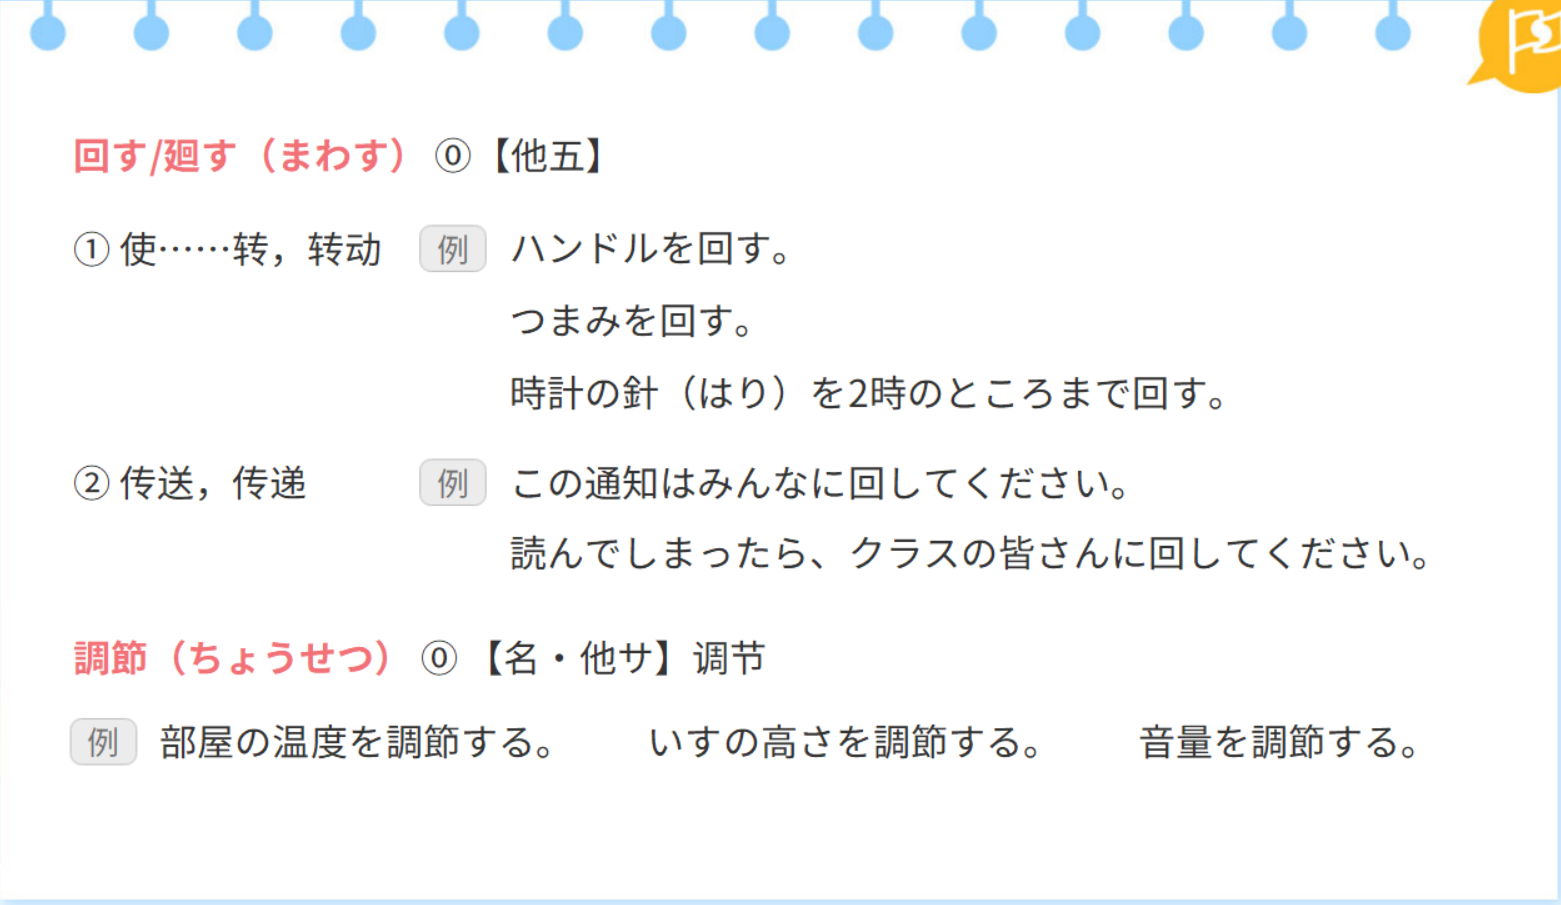 回す/廻す（まわす） ⓪【他五】
① 使……转，转动 例 ハンドルを回す。
つまみを回す。
時計の針（はり）を2時のところまで回す。
② 传送，传递 例 この通知はみんなに回してください。
読んでしまったら、クラスの皆さんに回してください。
調節（ちょうせつ） ⓪ 【名・他サ】调节
例 部屋の温度を調節する。 いすの高さを調節する。 音量を調節する。